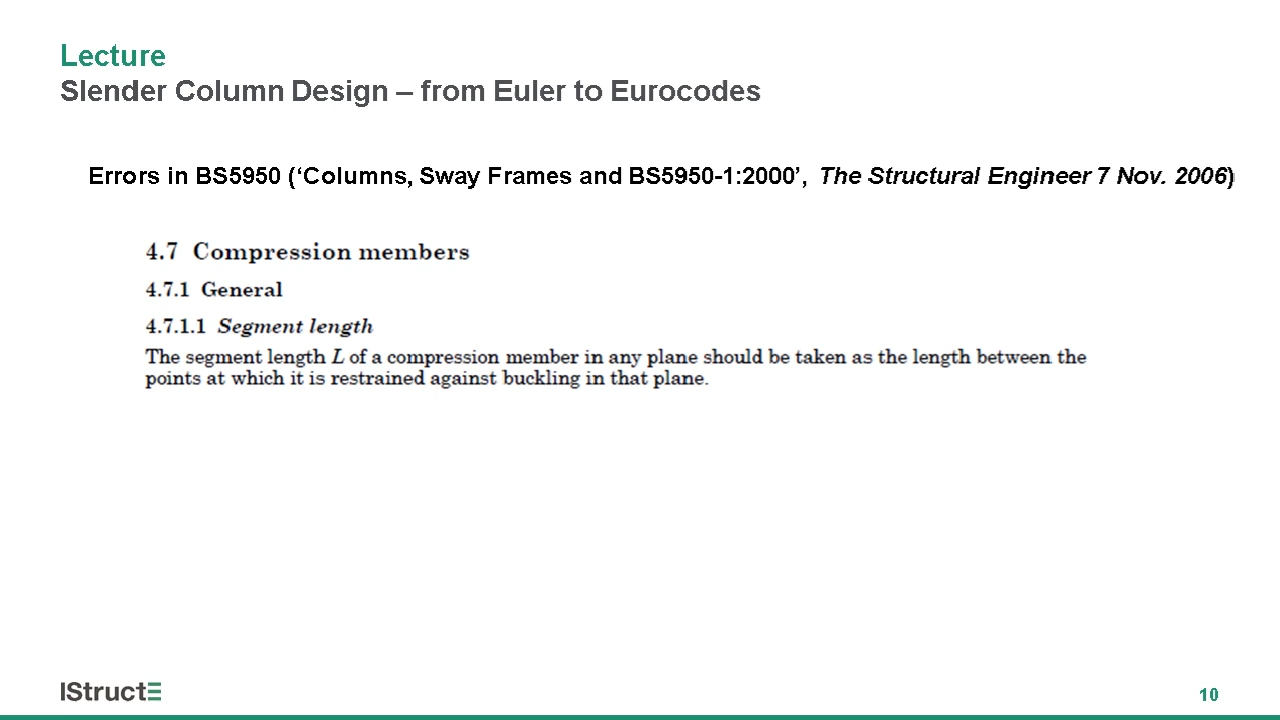 Lecture
Slender Column Design – from Euler to Eurocodes
Errors in BS5950 (‘Columns, Sway Frames and BS5950-1:2000’, The Structural Engineer 7 Nov. 2006)
4.7 Compression members
4.7.1 General
4.7.1.1 Segment length
The segment length L of a compression member in any plane should be taken as the length between the
points at which it is restrained against buckling in that plane.
IStructE
10